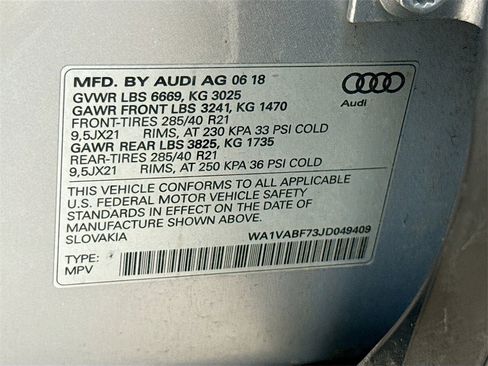 MFD. BY AUDI AG 06 18
GVWR LBS 6669, KG 3025
GAWR FRONT LBS 3241, KG 1470
FRONT-TIRES 285/40 R21
9,5JX21 RIMS, AT 230 KPA 33 PSI COLD
GAWR REAR LBS 3825, KG 1735
REAR-TIRES 285/40 R21
9,5JX21 RIMS, AT 250 KPA 36 PSI COLD
Audi
THIS VEHICLE CONFORMS TO ALL APPLICABLE
U.S. FEDERAL MOTOR VEHICLE SAFETY
STANDARDS IN EFFECT ON THE DATE OF
MANUFACTURE SHOWN ABOVE.
SLOVAKIA WA1VABF73JD049409
TYPE:
MPV